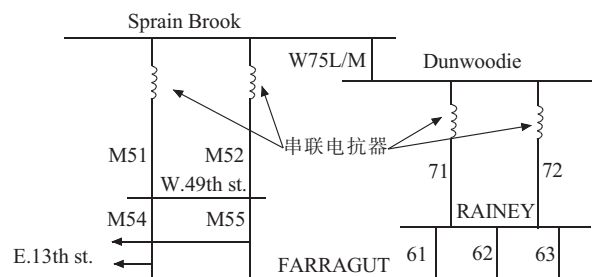 Sprain Brook
W75L/M
Dunwoodie
串联电抗器
M51
M52
71
72
W.49th st.
RAINEY
M54
M55
E.13th st.
FARRAGUT
61
62
63